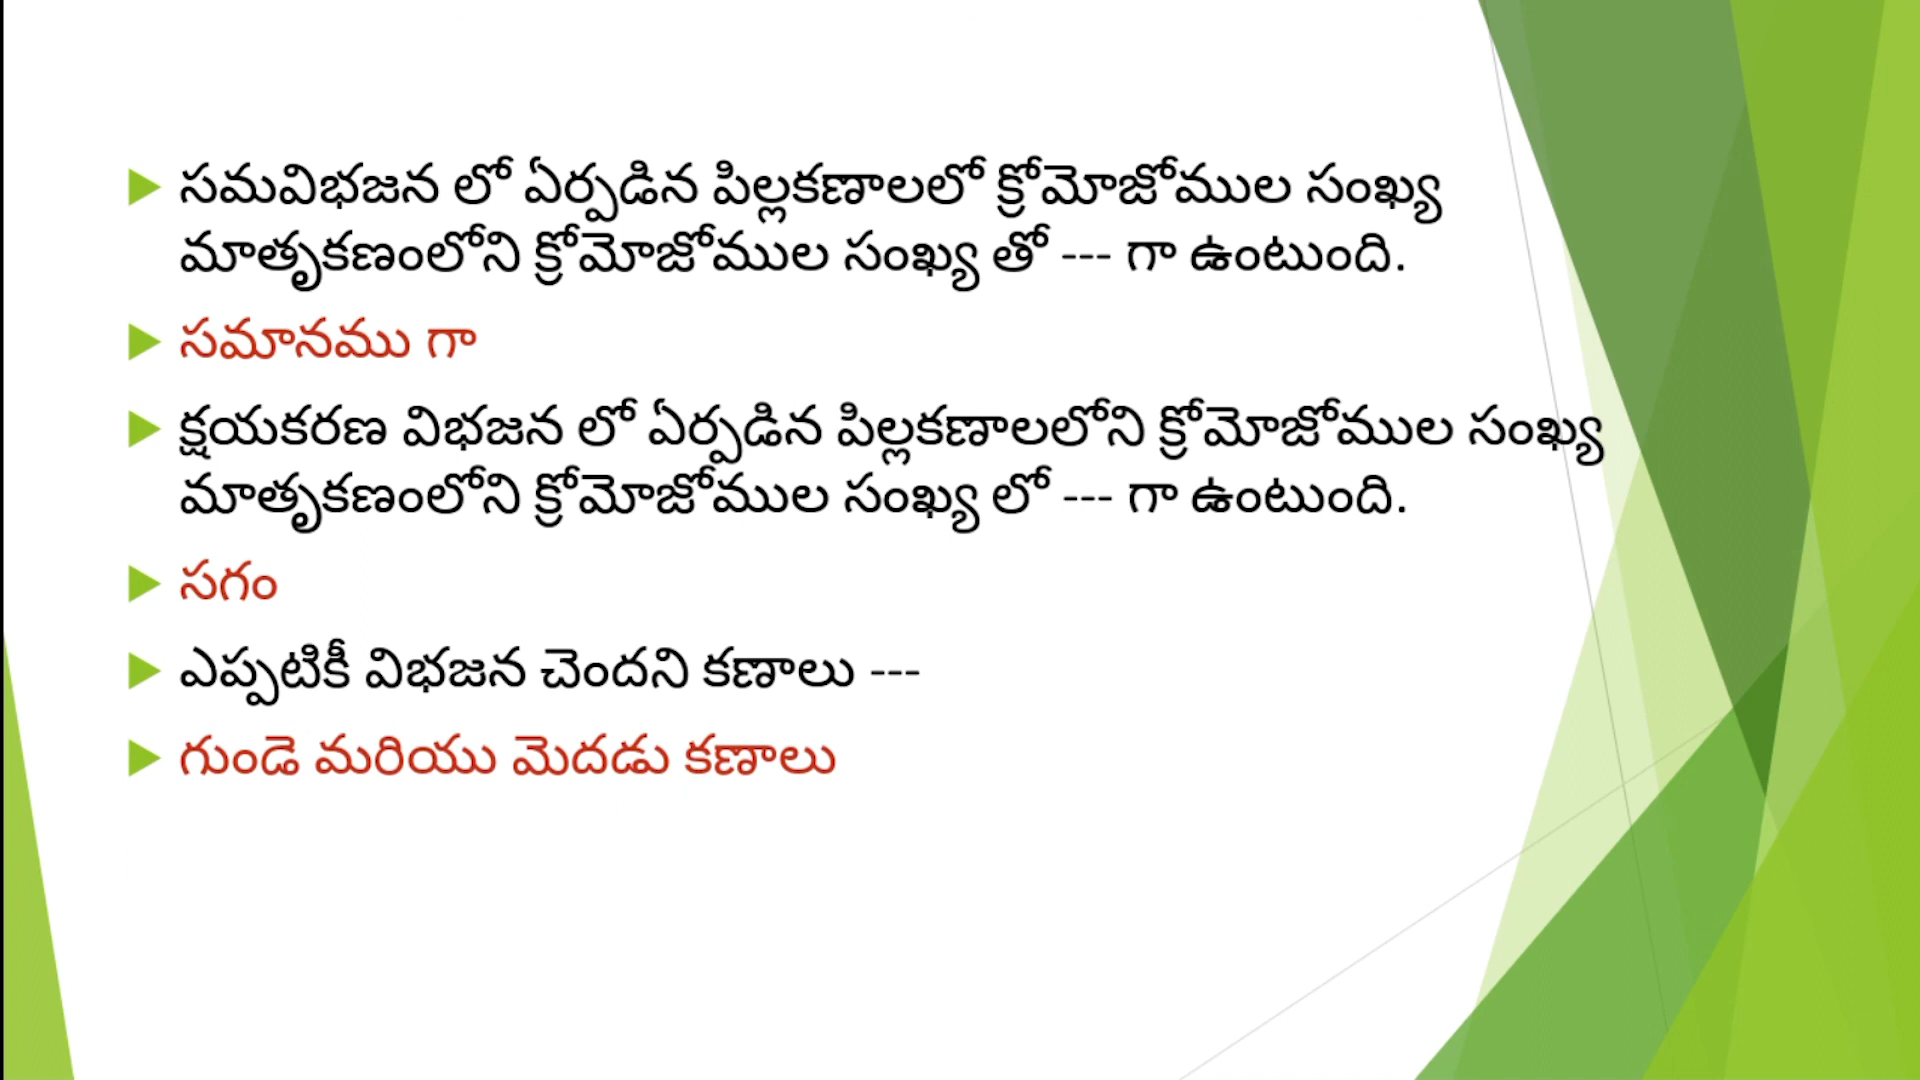 సమవిభజన లో ఏర్పడిన పిల్లకణాలలో క్రోమోజోముల సంఖ్య
మాతృకణంలోని క్రోమోజోముల సంఖ్య తో --- గా ఉంటుంది.
సమానము గా
క్షయకరణ విభజన లో ఏర్పడిన పిల్లకణాలలోని క్రోమోజోముల సంఖ్య
మాతృకణంలోని క్రోమోజోముల సంఖ్య లో --- గా ఉంటుంది.
సగం
ఎప్పటికీ విభజన చెందని కణాలు ---
గుండె మరియు మెదడు కణాలు